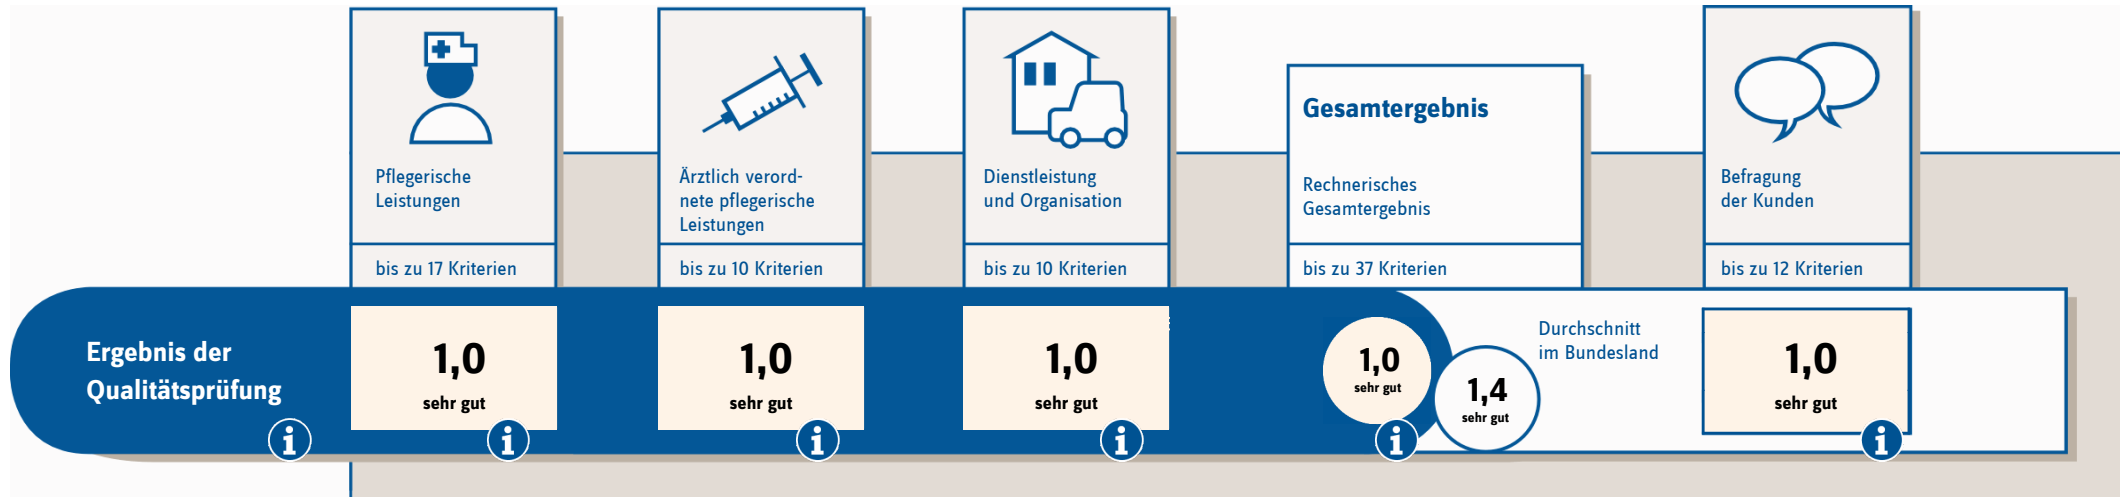 Pflegerische
Leistungen
bis zu 17 Kriterien
Ärztlich verord-
nete pflegerische
Leistungen
bis zu 10 Kriterien
Dienstleistung
und Organisation
bis zu 10 Kriterien
Gesamtergebnis
Rechnerisches
Gesamtergebnis
bis zu 37 Kriterien
Befragung
der Kunden
bis zu 12 Kriterien
Ergebnis der
Qualitätsprüfung
i
1,0
sehr gut
i
1,0
sehr gut
i
1,0
sehr gut
i
1,0
sehr gut
i
1,4
sehr gut
Durchschnitt
im Bundesland
1,0
sehr gut
i